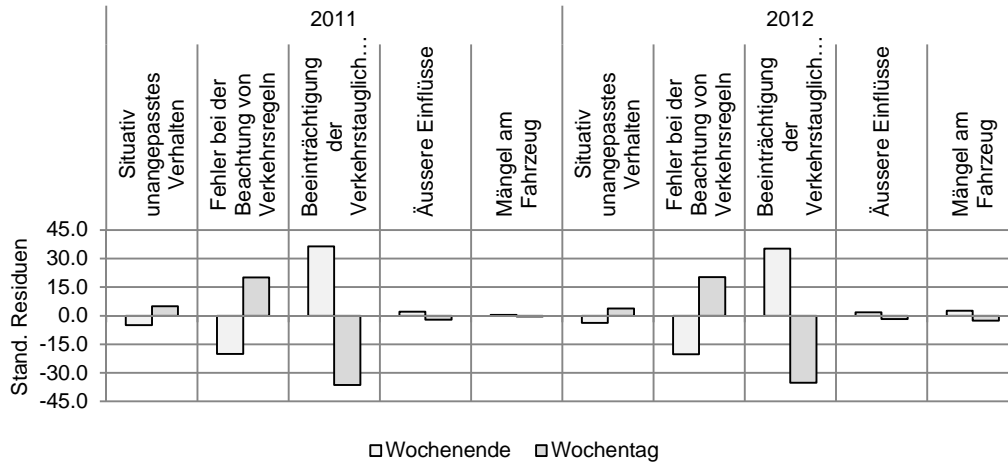 2011
2012
Situativ
unangepasstes
Verhalten
Fehler bei der
Beachtung von
Verkehrsregeln
Beeinträchtigung
der
Verkehrstauglich…
Äussere Einflüsse
Mängel am
Fahrzeug
Situativ
unangepasstes
Verhalten
Fehler bei der
Beachtung von
Verkehrsregeln
Beeinträchtigung
der
Verkehrstauglich…
Äussere Einflüsse
Mängel am
Fahrzeug
Stand. Residuen
45.0
30.0
15.0
0.0
-15.0
-30.0
-45.0
Wochenende
Wochentag